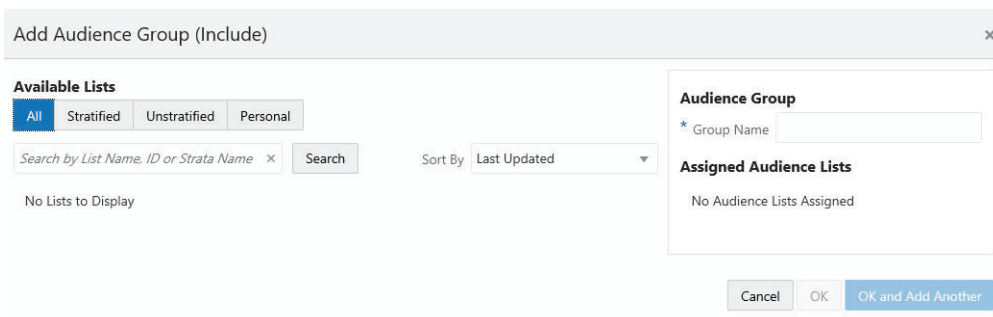 Add Audience Group (Include)
×
Available Lists
All Stratified Unstratified Personal
Search by List Name, ID or Strata Name × Search Sort By Last Updated
No Lists to Display
Audience Group
* Group Name
Assigned Audience Lists
No Audience Lists Assigned
Cancel OK OK and Add Another